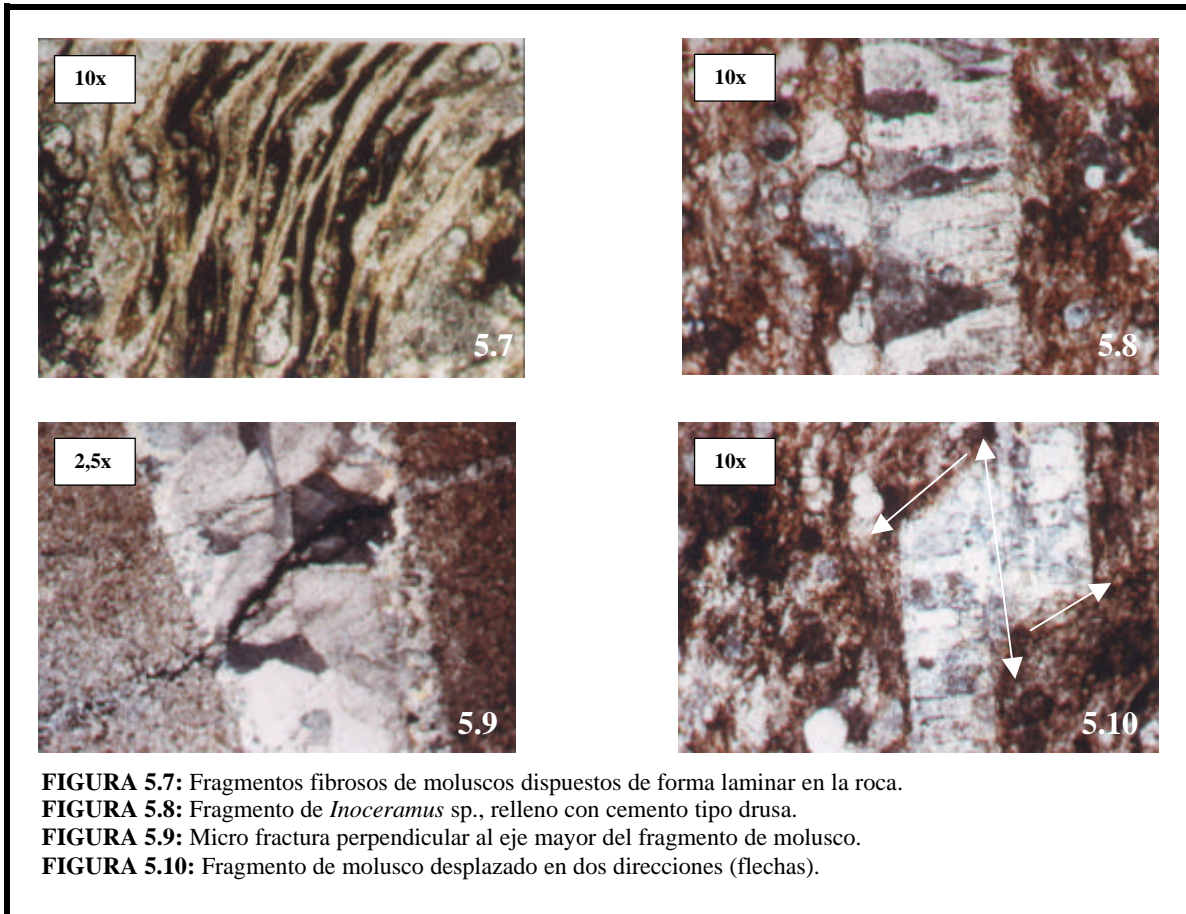 10x
5.7
10x
5.8
2,5x
5.9
10x
5.10
FIGURA 5.7: Fragmentos fibrosos de moluscos dispuestos de forma laminar en la roca.
FIGURA 5.8: Fragmento de Inoceramus sp., relleno con cemento tipo drusa.
FIGURA 5.9: Micro fractura perpendicular al eje mayor del fragmento de molusco.
FIGURA 5.10: Fragmento de molusco desplazado en dos direcciones (flechas).